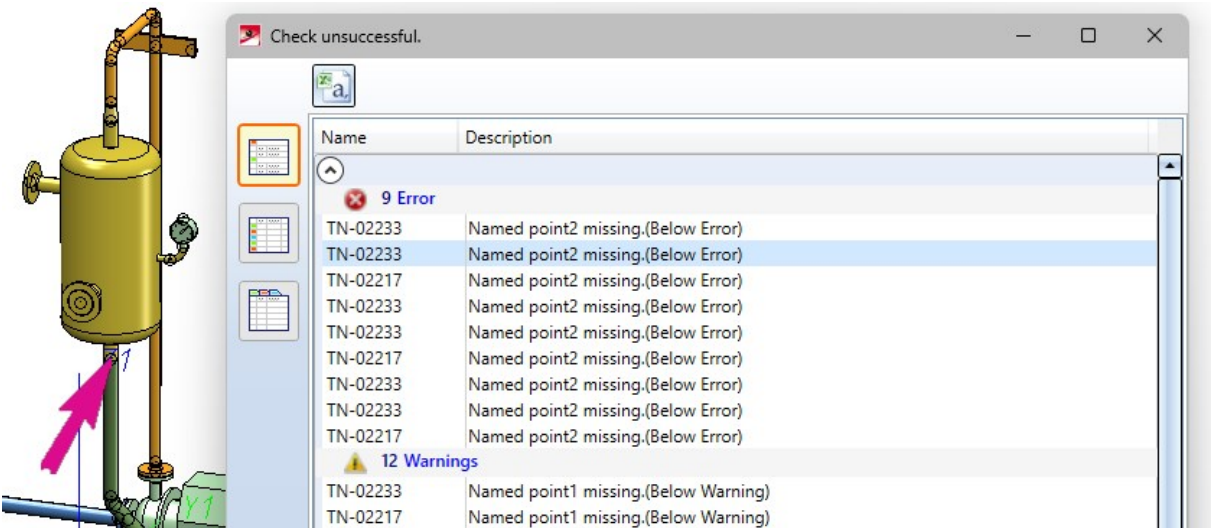 Check unsuccessful.
a,
Name Description
9 Error
TN-02233 Named point2 missing.(Below Error)
TN-02233 Named point2 missing.(Below Error)
TN-02217 Named point2 missing.(Below Error)
TN-02233 Named point2 missing.(Below Error)
TN-02233 Named point2 missing.(Below Error)
TN-02217 Named point2 missing.(Below Error)
TN-02233 Named point2 missing.(Below Error)
TN-02233 Named point2 missing.(Below Error)
TN-02217 Named point2 missing.(Below Error)
12 Warnings
TN-02233 Named point1 missing.(Below Warning)
TN-02217 Named point1 missing.(Below Warning)
Y1